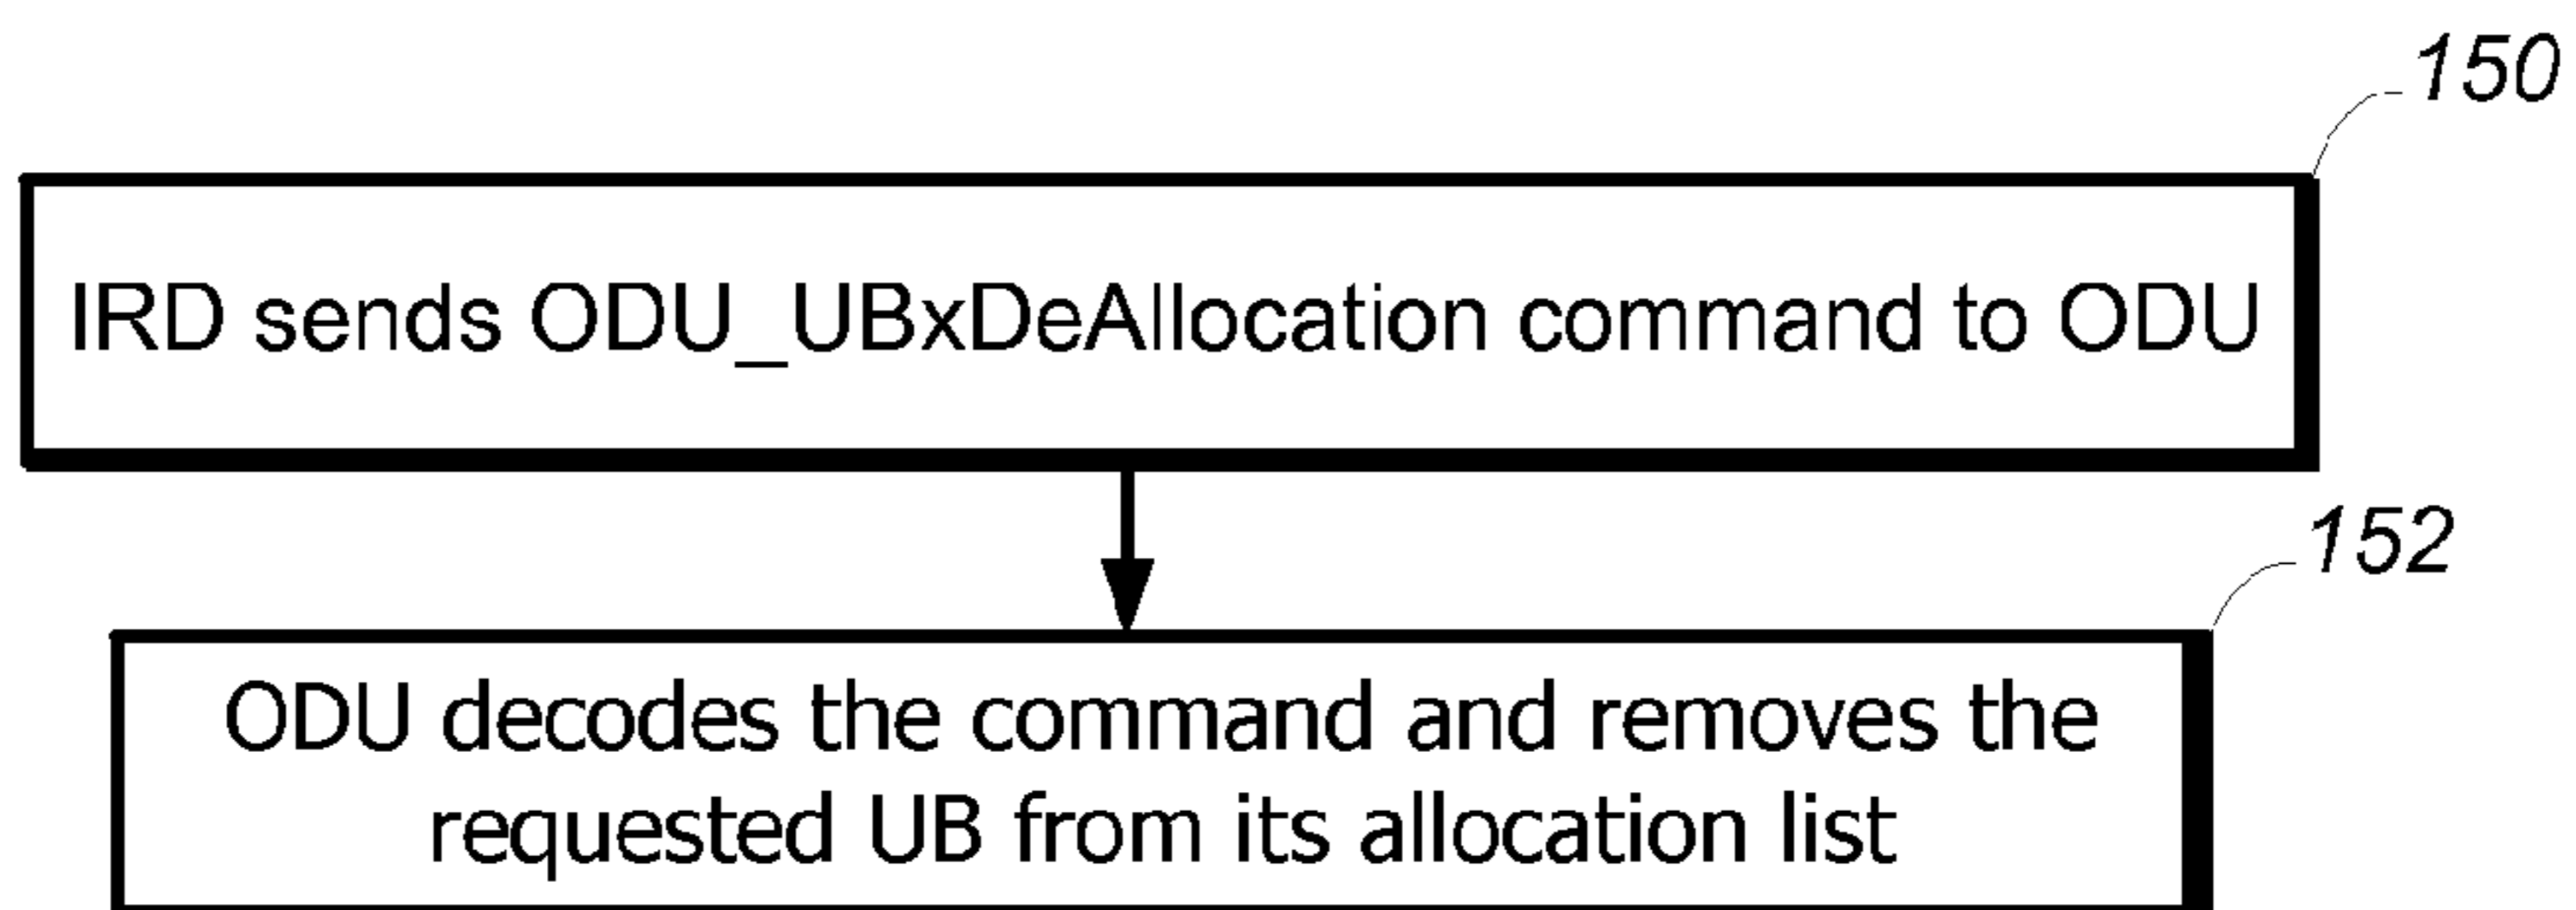 150
IRD sends ODU_UBxDeAllocation command to ODU
152
ODU decodes the command and removes the
requested UB from its allocation list